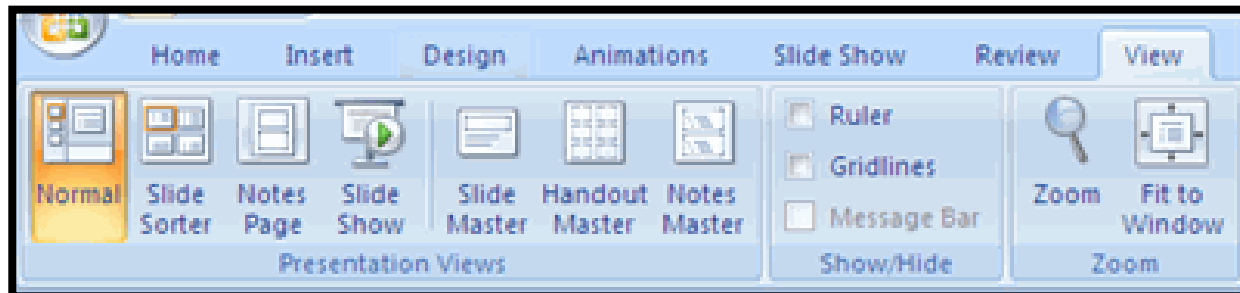 Home Insert Design Animations Slide Show Review View
Normal Slide Sorter Notes Page Slide Show Slide Master Handout Master Notes Master
Ruler
Gridlines
Message Bar
Zoom Fit to Window
Presentation Views Show/Hide Zoom